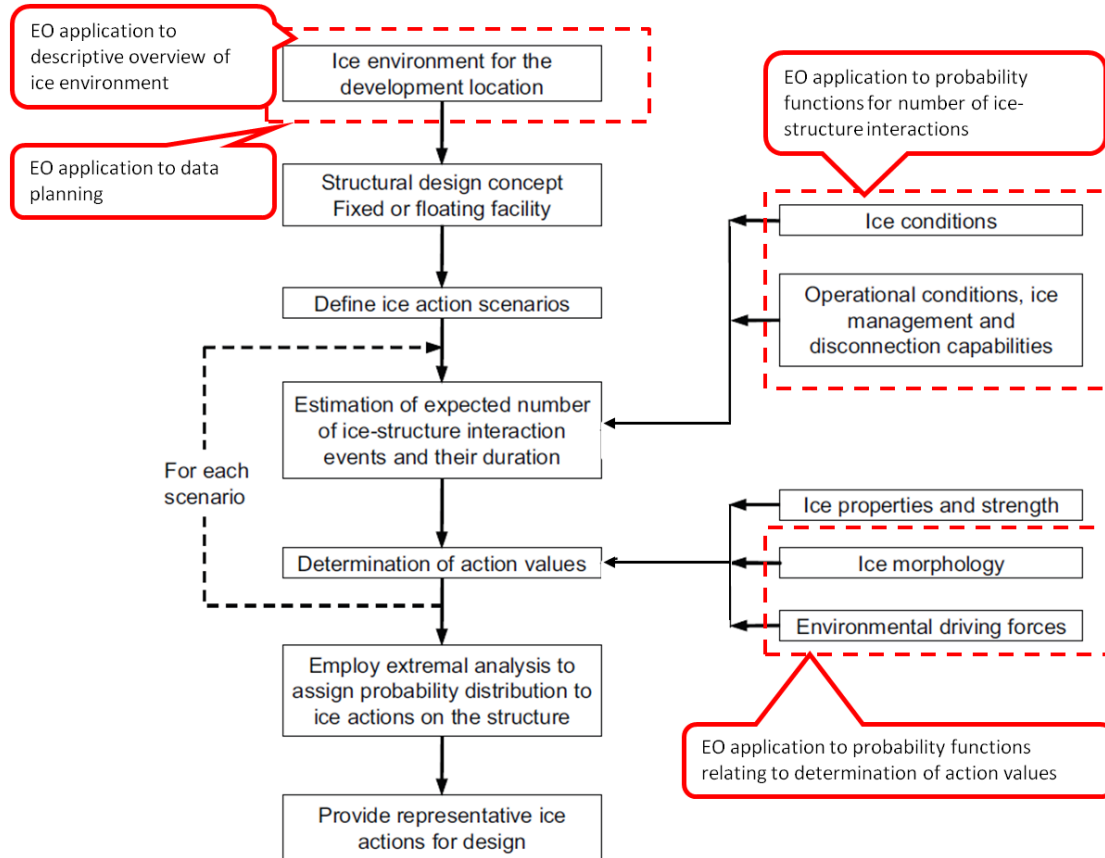 EO application to
descriptive overview of
ice environment
Ice environment for the
development location
EO application to probability
functions for number of ice-
structure interactions
EO application to data
planning
Structural design concept
Fixed or floating facility
Ice conditions
Define ice action scenarios
Operational conditions, ice
management and
disconnection capabilities
Estimation of expected number
of ice-structure interaction
events and their duration
For each
scenario
Ice properties and strength
Determination of action values
Ice morphology
Environmental driving forces
Employ extremal analysis to
assign probability distribution to
ice actions on the structure
EO application to probability functions
relating to determination of action values
Provide representative ice
actions for design